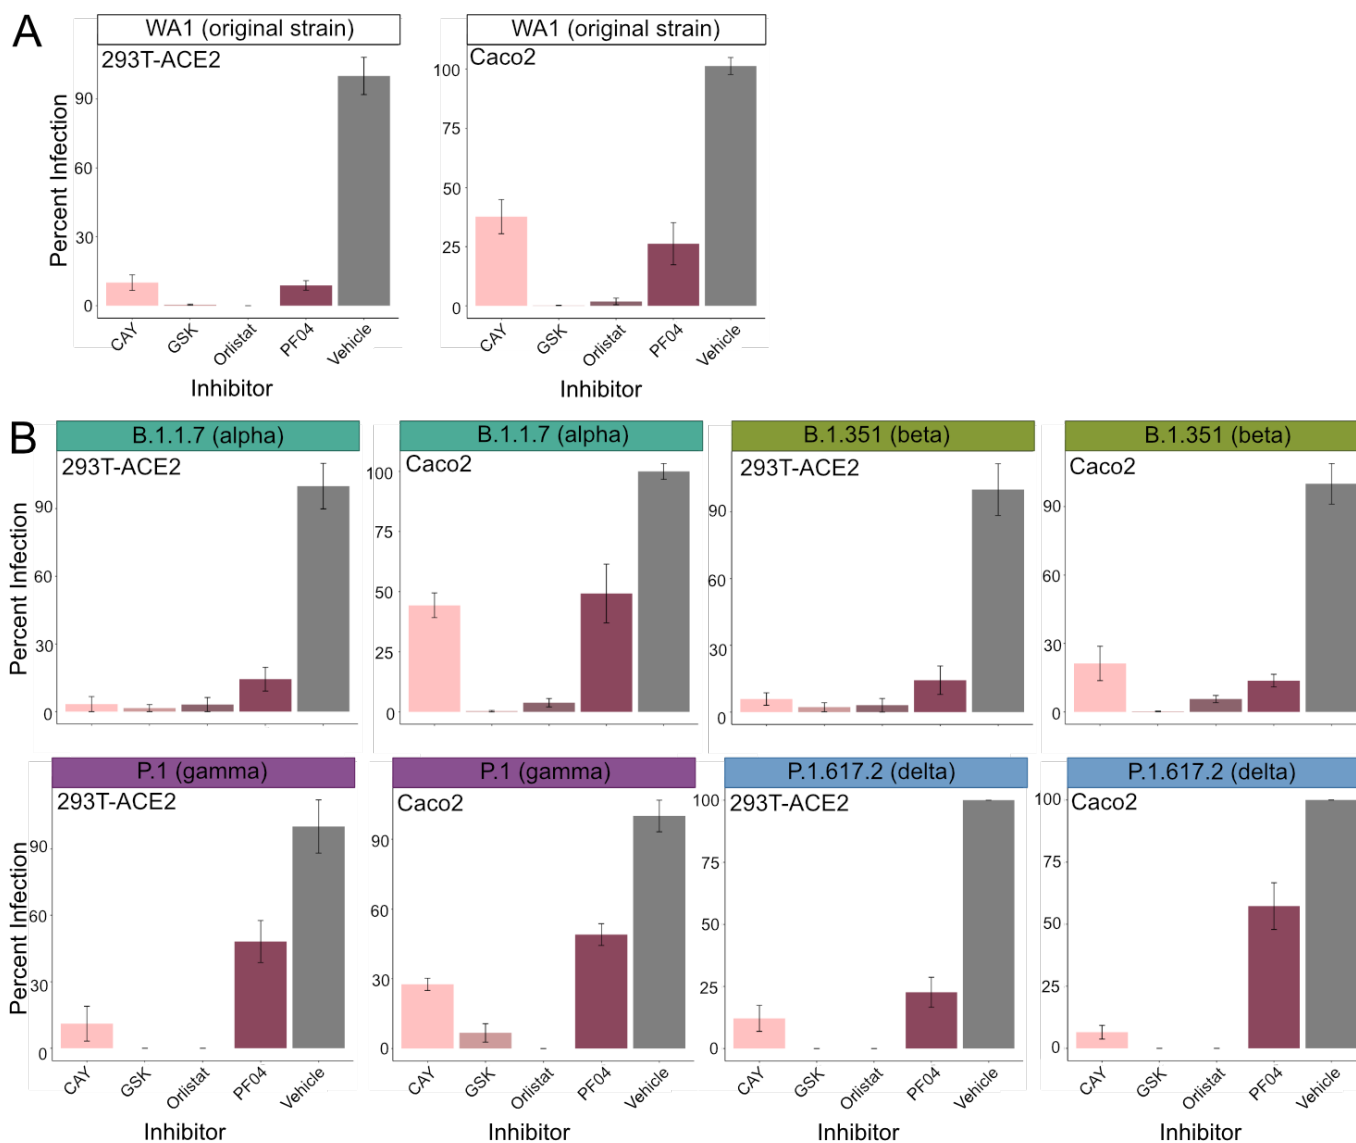 A
WA1 (original strain)
WA1 (original strain)
293T-ACE2
Caco2
Percent Infection
90
60
30
0
100
75
50
25
0
CAY
GSK
Orlistat
PF04
Vehicle
CAY
GSK
Orlistat
PF04
Vehicle
Inhibitor
Inhibitor
B
B.1.1.7 (alpha)
B.1.1.7 (alpha)
B.1.351 (beta)
B.1.351 (beta)
293T-ACE2
Caco2
293T-ACE2
Caco2
Percent Infection
90
60
30
0
100
75
50
25
0
90
60
30
0
90
60
30
0
P.1 (gamma)
P.1 (gamma)
P.1.617.2 (delta)
P.1.617.2 (delta)
293T-ACE2
Caco2
293T-ACE2
Caco2
Percent Infection
90
60
30
0
90
60
30
0
100
75
50
25
0
100
75
50
25
0
CAY
GSK
Orlistat
PF04
Vehicle
CAY
GSK
Orlistat
PF04
Vehicle
CAY
GSK
Orlistat
PF04
Vehicle
CAY
GSK
Orlistat
PF04
Vehicle
Inhibitor
Inhibitor
Inhibitor
Inhibitor